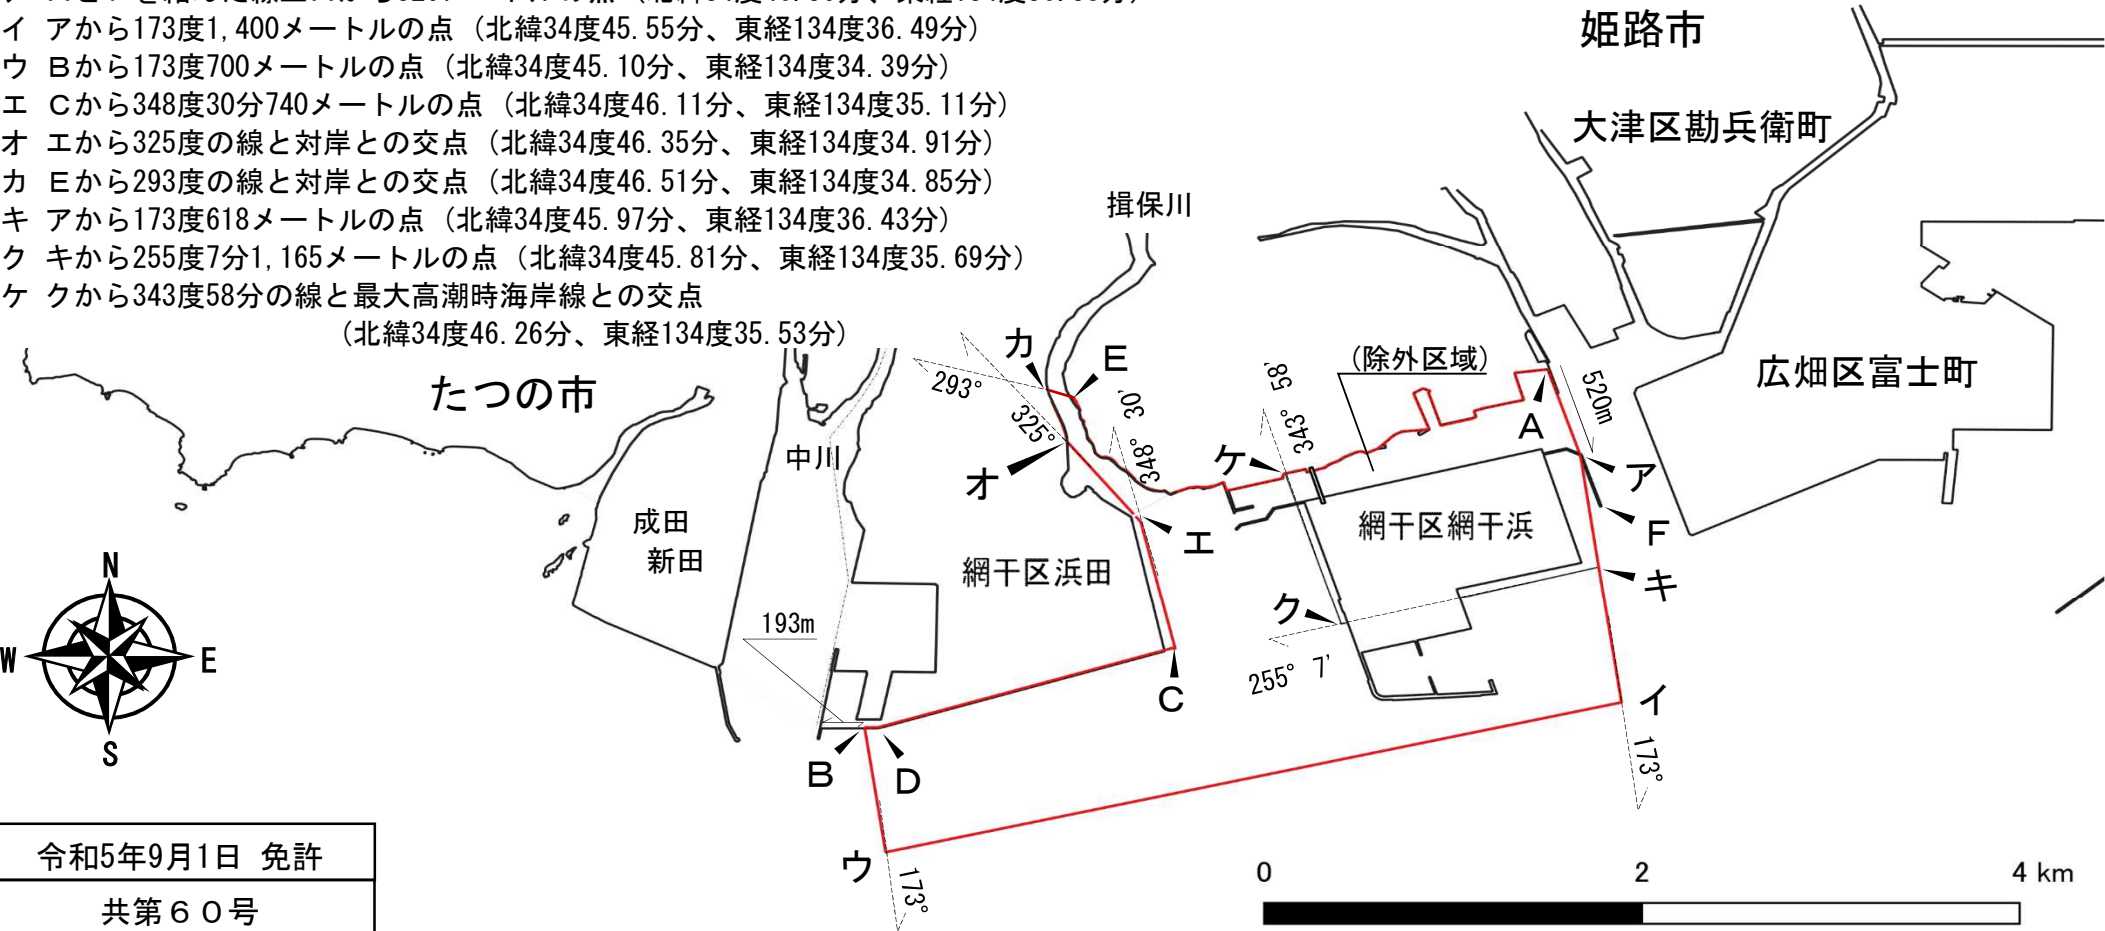 イ アから173度1,400メートルの点（北緯34度45.55分、東経134度36.49分）
ウ Ｂから173度700メートルの点（北緯34度45.10分、東経134度34.39分）
エ Ｃから348度30分740メートルの点（北緯34度46.11分、東経134度35.11分）
オ エから325度の線と対岸との交点（北緯34度46.35分、東経134度34.91分）
カ Ｅから293度の線と対岸との交点（北緯34度46.51分、東経134度34.85分）
キ アから173度618メートルの点（北緯34度45.97分、東経134度36.43分）
ク キから255度7分1,165メートルの点（北緯34度45.81分、東経134度35.69分）
ケ クから343度58分の線と最大高潮時海岸線との交点
（北緯34度46.26分、東経134度35.53分）
姫路市
大津区勘兵衛町
揖保川
広畑区富士町
たつの市
中川
成田
新田
網干区浜田
網干区網干浜
（除外区域）
カ
E
293°
325°
348° 30'
343° 58'
520m
A
ア
F
オ
エ
ケ
キ
ク
255° 7'
C
イ
173°
193m
B
D
ウ
173°
N
W
E
S
令和5年9月1日 免許
共第６０号
0
2
4 km